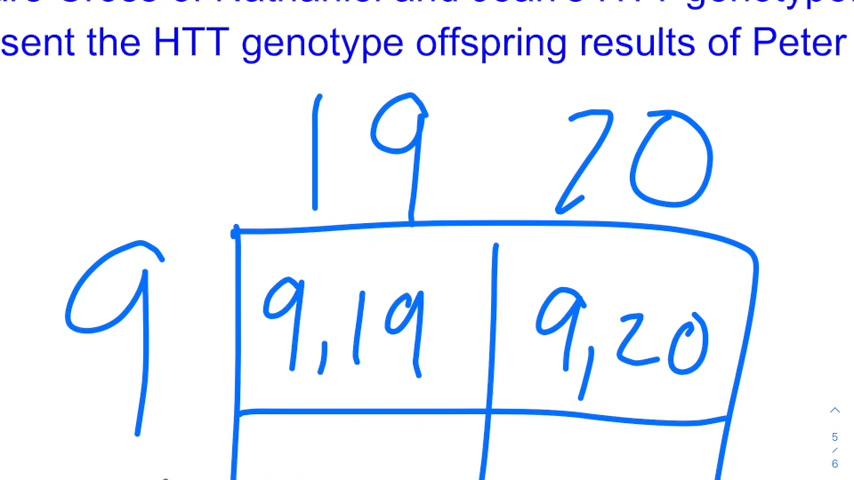 sent the HTT genotype offspring results of Peter
19 20
9 9,19 9,20
5
/
6